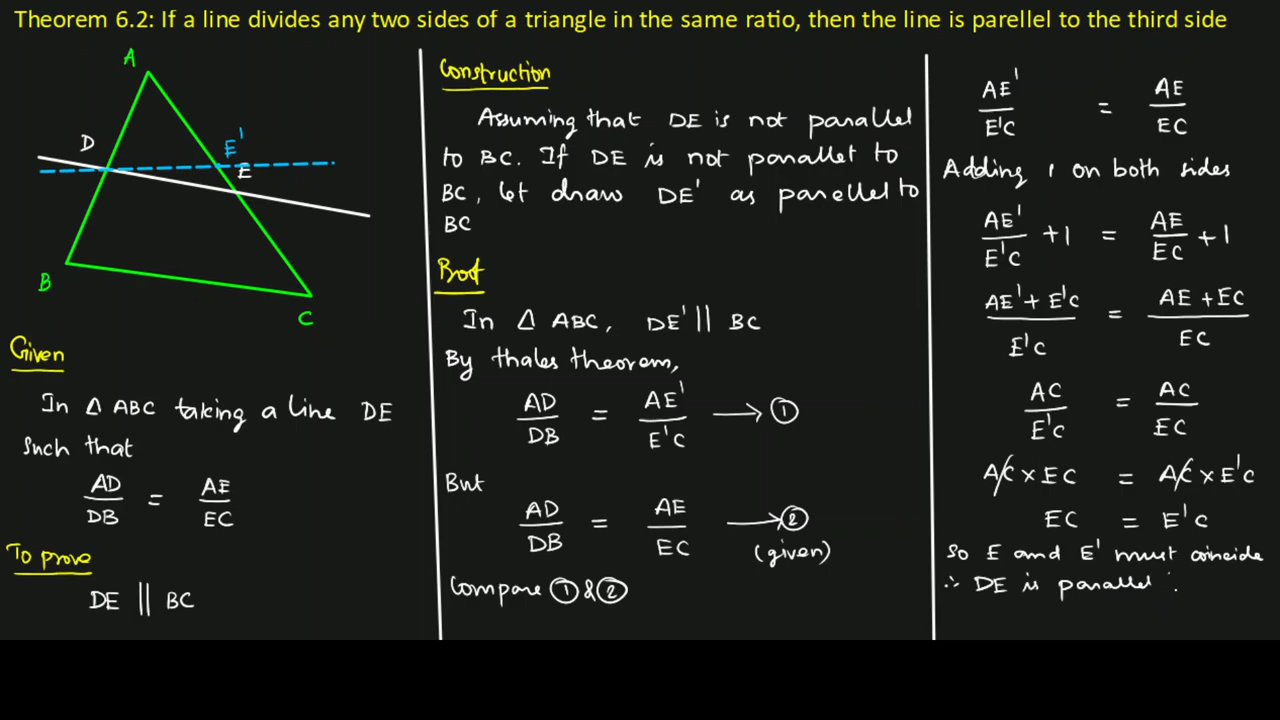 Theorem 6.2: If a line divides any two sides of a triangle in the same ratio, then the line is parellel to the third side
A
D
E'
E
B
C
Given
In Δ ABC taking a line DE
Such that
AD/DB = AE/EC
To prove
DE || BC
Construction
Assuming that DE is not parallel
to BC. If DE is not parallel to
BC, let draw DE' as parellel to
BC
Proof
In Δ ABC, DE' || BC
By thales theorem,
AD/DB = AE'/E'C → ①
But
AD/DB = AE/EC → ②
(given)
Compare ① & ②
AE'/E'C = AE/EC
Adding 1 on both sides
AE'/E'C + 1 = AE/EC + 1
AE' + E'C/E'C = AE + EC/EC
AC/E'C = AC/EC
AC × EC = AC × E'C
EC = E'C
So E and E' must coincide
∴ DE is parallel